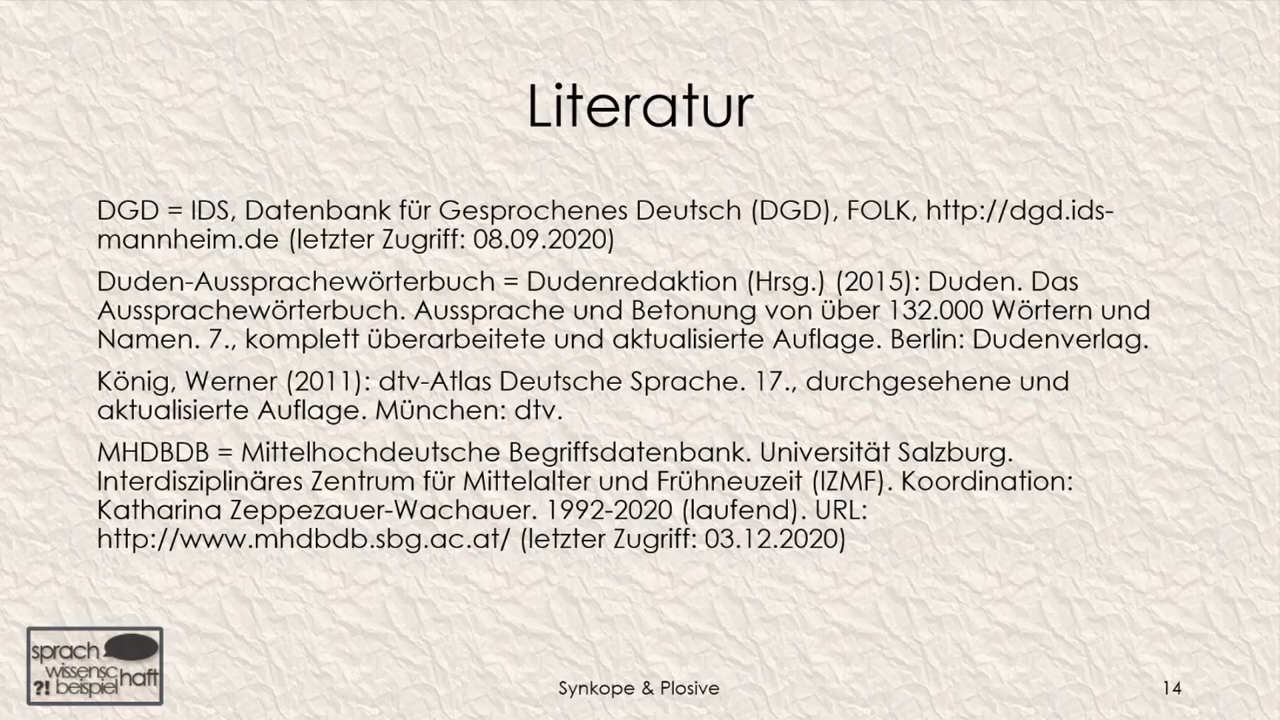 Literatur
DGD = IDS, Datenbank für Gesprochenes Deutsch (DGD), FOLK, http://dgd.ids-
mannheim.de (letzter Zugriff: 08.09.2020)
Duden-Aussprachewörterbuch = Dudenredaktion (Hrsg.) (2015): Duden. Das
Aussprachewörterbuch. Aussprache und Betonung von über 132.000 Wörtern und
Namen. 7., komplett überarbeitete und aktualisierte Auflage. Berlin: Dudenverlag.
König, Werner (2011): dtv-Atlas Deutsche Sprache. 17., durchgesehene und
aktualisierte Auflage. München: dtv.
MHDBDB = Mittelhochdeutsche Begriffsdatenbank. Universität Salzburg.
Interdisziplinäres Zentrum für Mittelalter und Frühneuzeit (IZMF). Koordination:
Katharina Zeppezauer-Wachauer. 1992-2020 (laufend). URL:
http://www.mhdbdb.sbg.ac.at/ (letzter Zugriff: 03.12.2020)
sprach
wissensc haft
?! beispiel
Synkope & Plosive
14